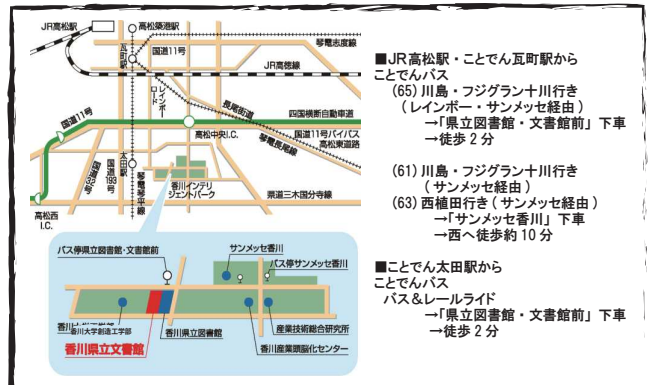 JR高松駅
高松築港駅
琴電志度線
瓦町駅
国道11号
JR高徳線
レインボーロード
長尾街道
四国横断自動車道
国道11号
高松中央I.C.
国道11号バイパス
高松東道路
琴電長尾線
太田駅
国道32号
国道193号
琴電琴平線
香川インテリ
ジェントパーク
県道三木国分寺線
高松西
I.C.
バス停県立図書館・文書館前
サンメッセ香川
バス停サンメッセ香川
香川大学創造工学部
香川県立図書館
産業技術総合研究所
香川県立文書館
香川産業頭脳化センター
■JR高松駅・ことでん瓦町駅から
ことでんバス
(65) 川島・フジグラン十川行き
(レインボー・サンメッセ経由)
→「県立図書館・文書館前」下車
→徒歩2分
(61) 川島・フジグラン十川行き
(サンメッセ経由)
(63) 西植田行き(サンメッセ経由)
→「サンメッセ香川」下車
→西へ徒歩約10分
■ことでん太田駅から
ことでんバス
バス&レールライド
→「県立図書館・文書館前」下車
→徒歩2分